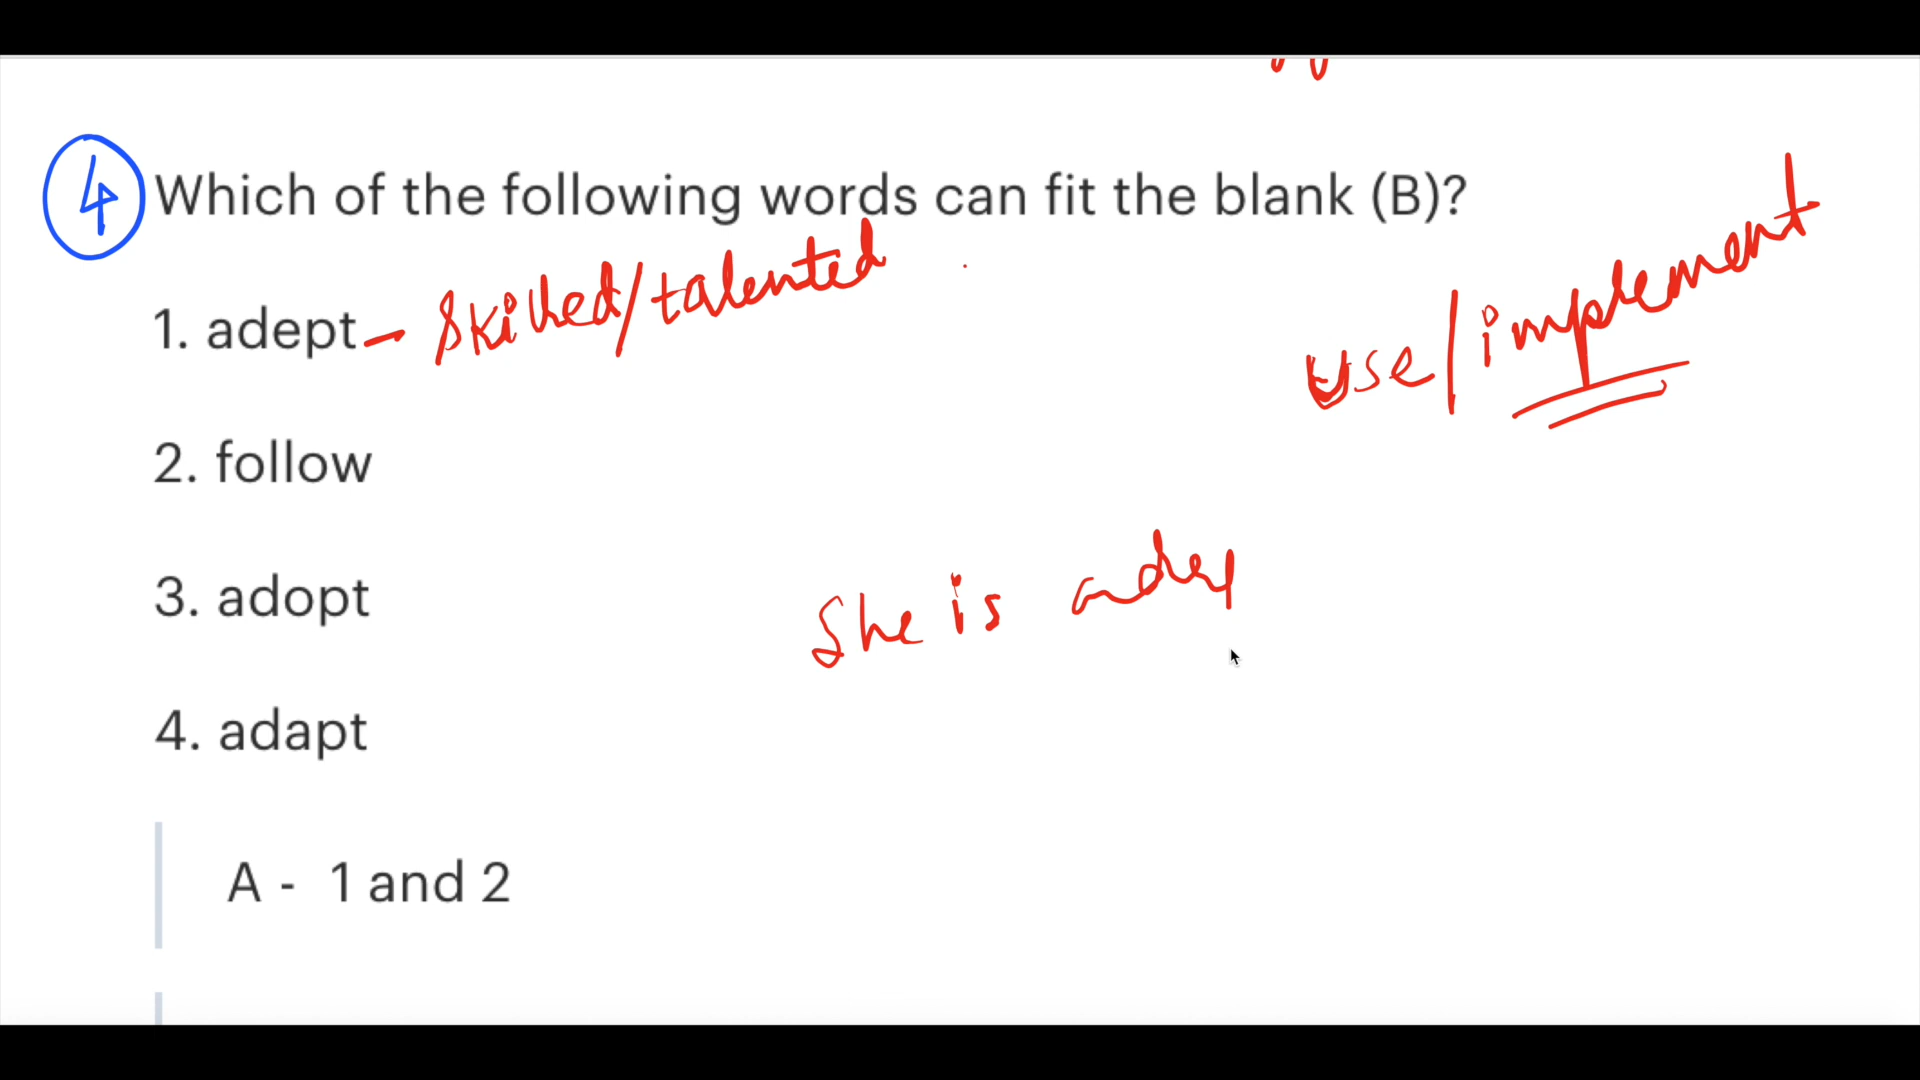 4 Which of the following words can fit the blank (B)?
1. adept - Skilled/talented
use/implement
2. follow
3. adopt
She is adep
4. adapt
A - 1 and 2